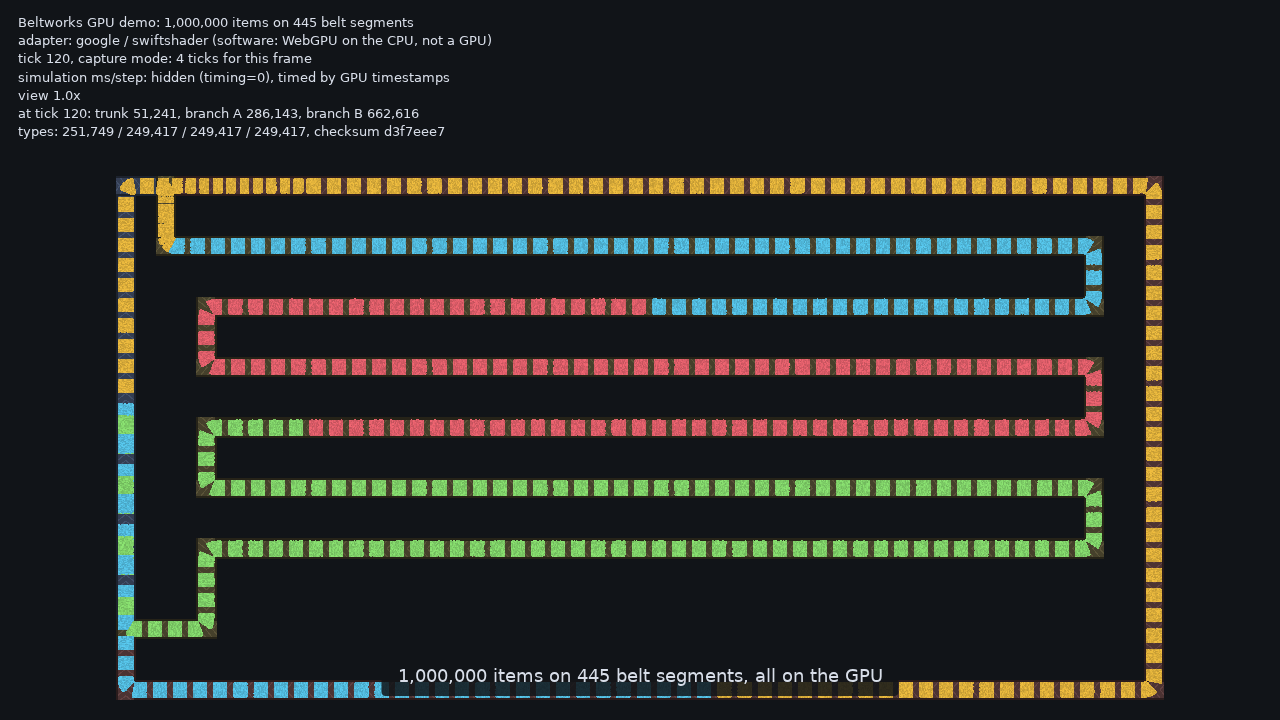 Beltworks GPU demo: 1,000,000 items on 445 belt segments
adapter: google / swiftshader (software: WebGPU on the CPU, not a GPU)
tick 120, capture mode: 4 ticks for this frame
simulation ms/step: hidden (timing=0), timed by GPU timestamps
view 1.0x
at tick 120: trunk 51,241, branch A 286,143, branch B 662,616
types: 251,749 / 249,417 / 249,417 / 249,417, checksum d3f7eee7
1,000,000 items on 445 belt segments, all on the GPU